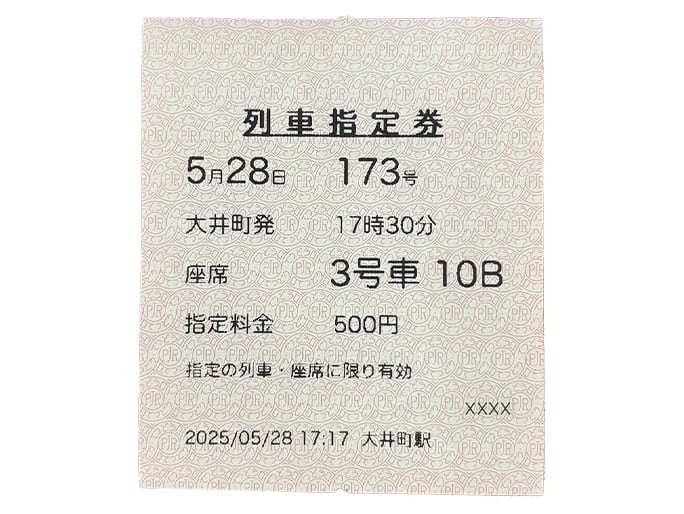 列車指定券
5月28日 173号
大井町発 17時30分
座席 3号車 10B
指定料金 500円
指定の列車・座席に限り有効
XXXX
2025/05/28 17:17 大井町駅